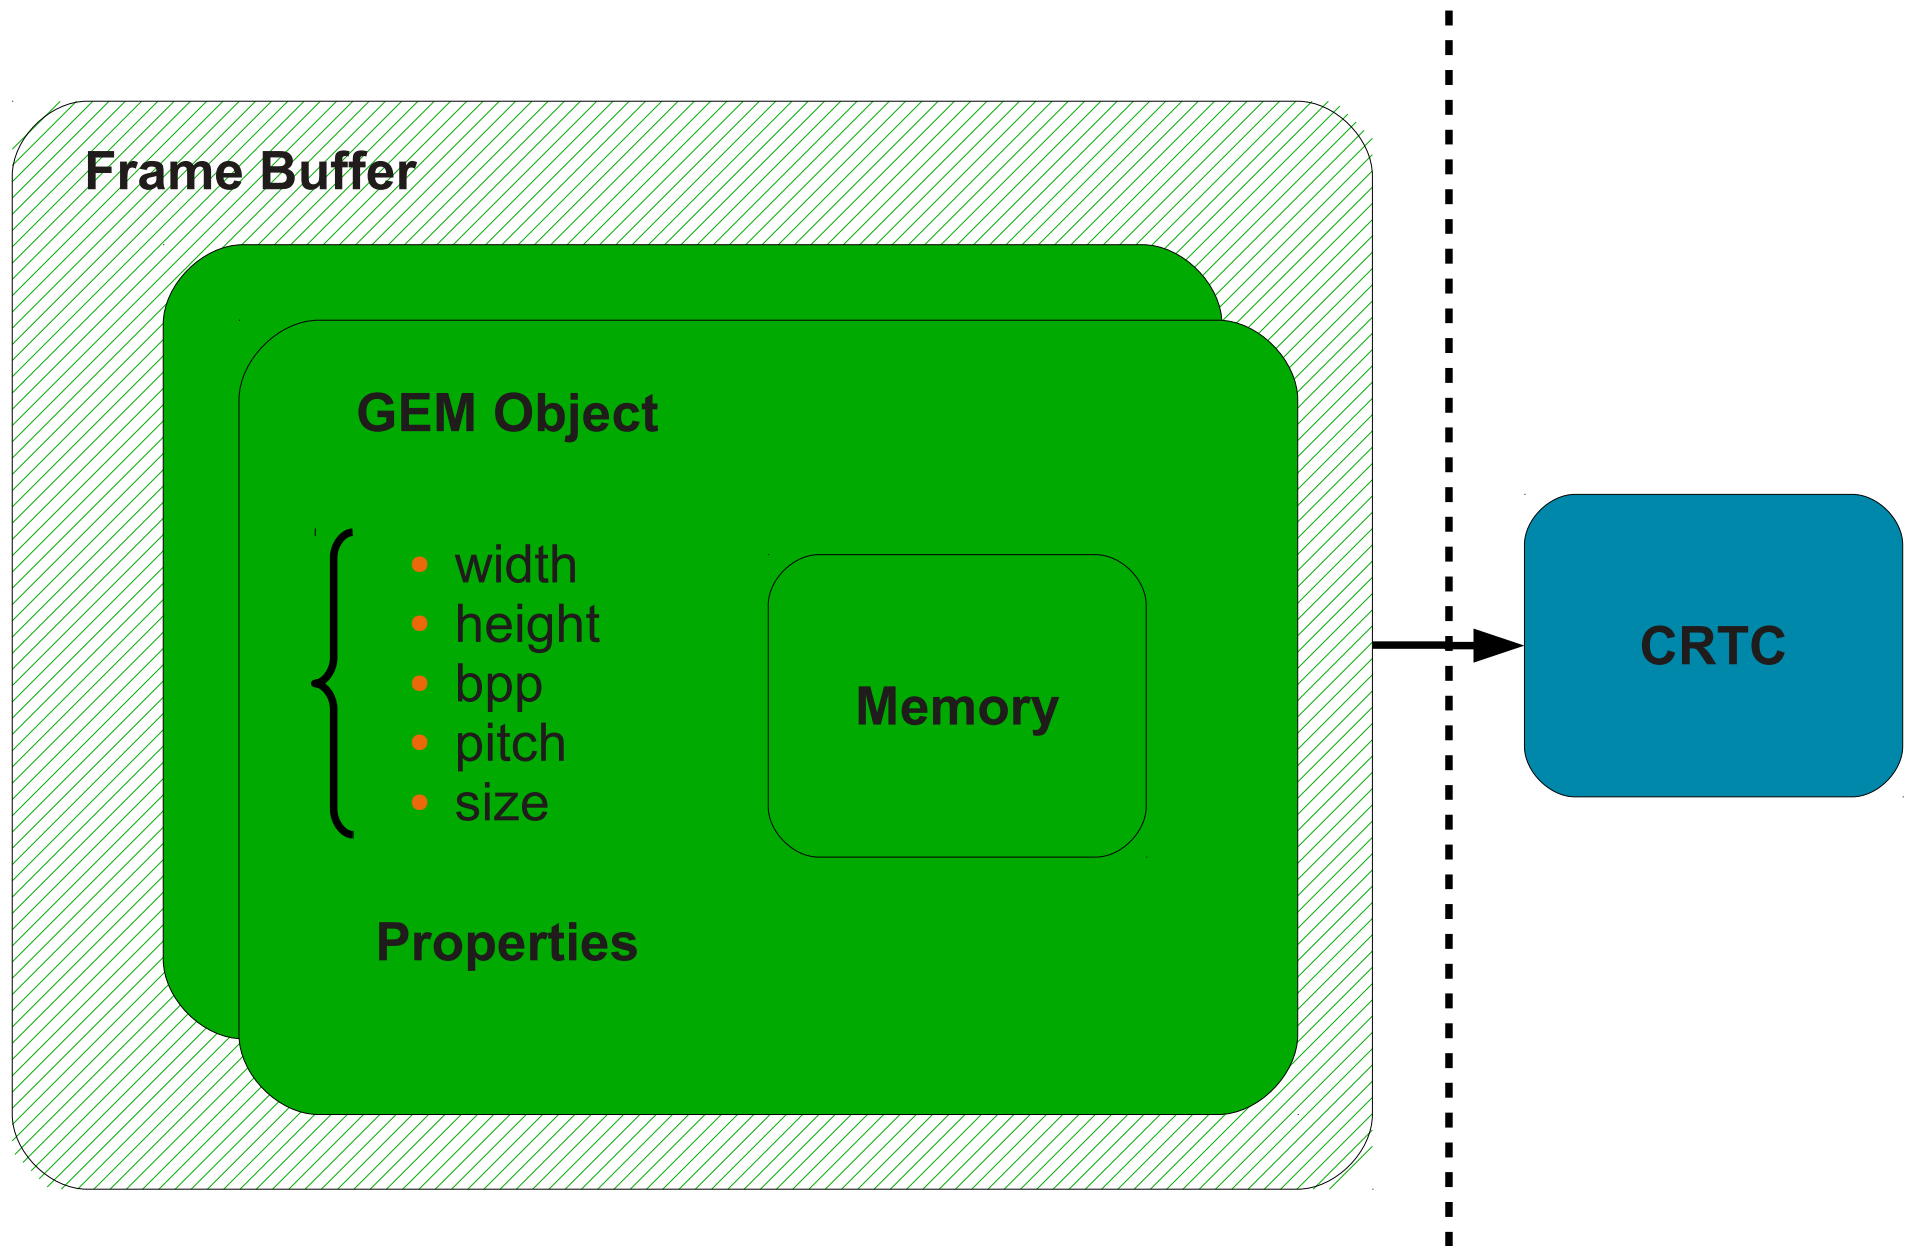 Frame Buffer
GEM Object
width
height
bpp
pitch
size
Properties
Memory
CRTC